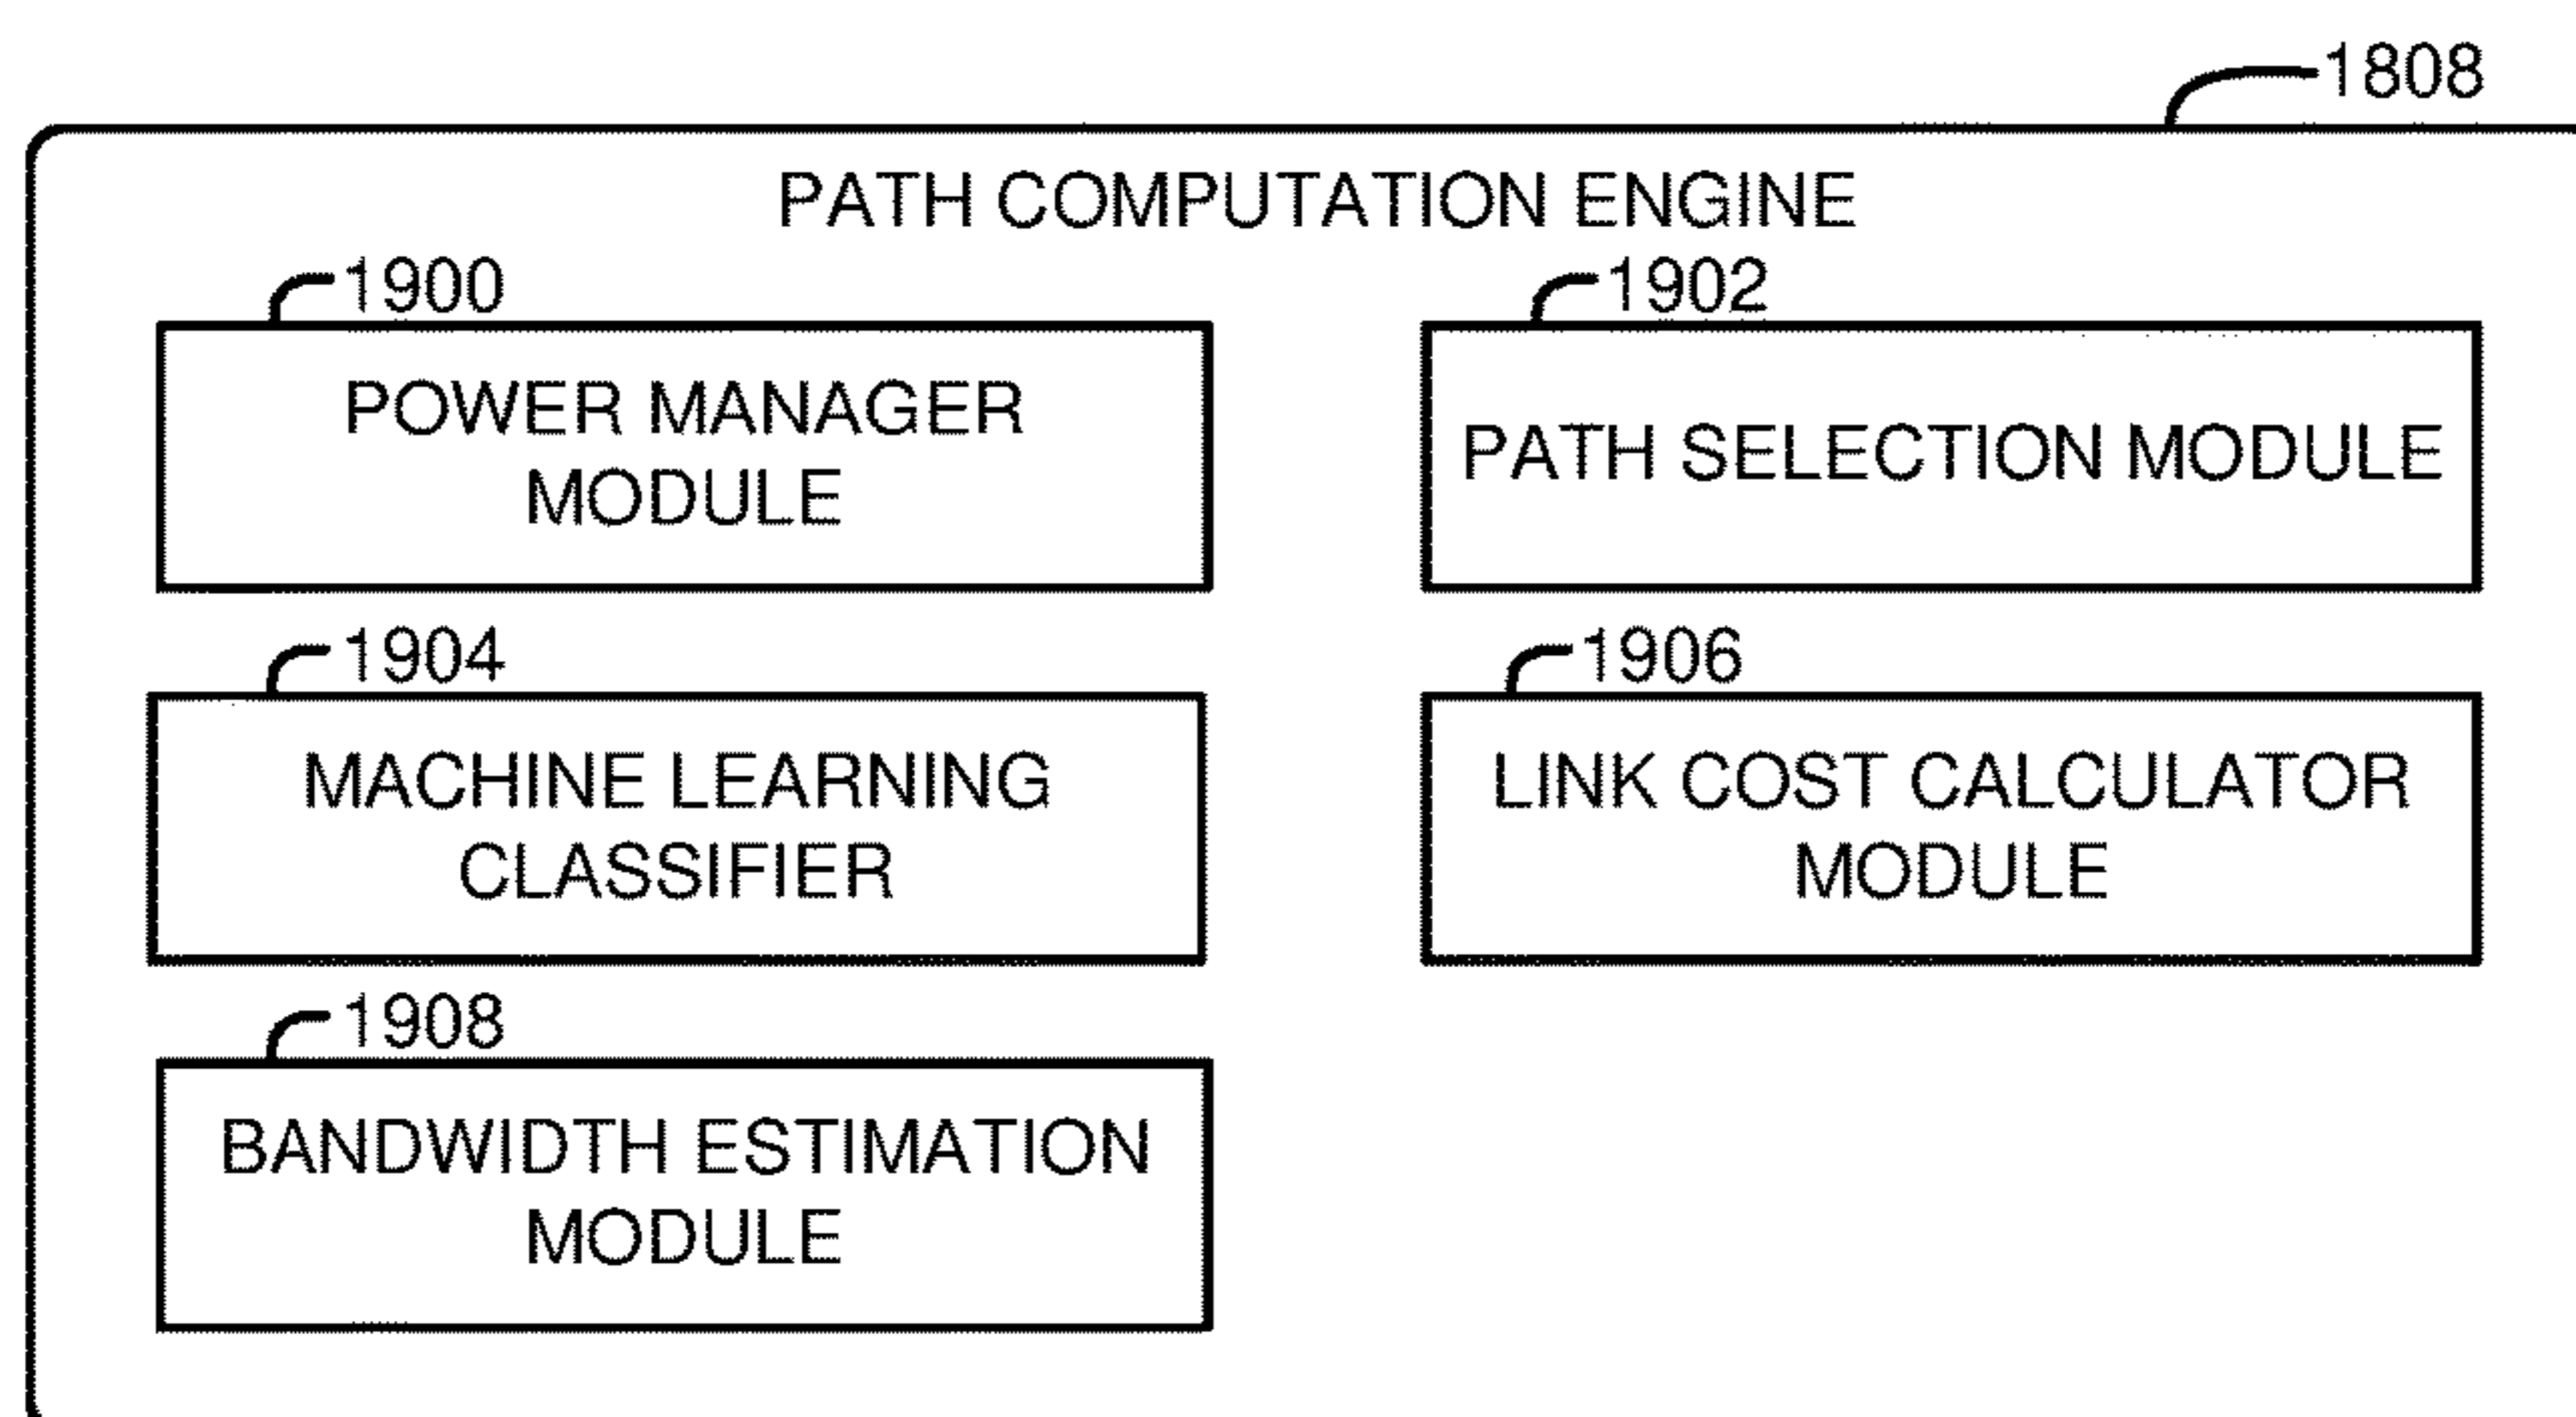 1808
PATH COMPUTATION ENGINE
1900
1902
POWER MANAGER
MODULE
PATH SELECTION MODULE
1904
1906
MACHINE LEARNING
CLASSIFIER
LINK COST CALCULATOR
MODULE
1908
BANDWIDTH ESTIMATION
MODULE